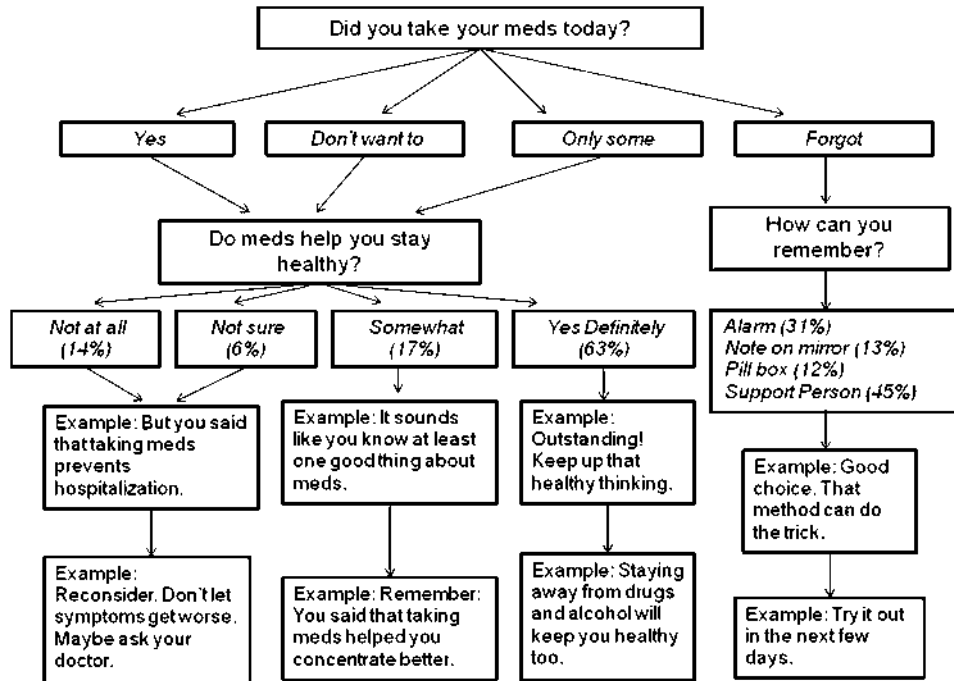 Did you take your meds today?
Yes
Don't want to
Only some
Forgot
Do meds help you stay
healthy?
How can you
remember?
Not at all
(14%)
Not sure
(6%)
Somewhat
(17%)
Yes Definitely
(63%)
Alarm (31%)
Note on mirror (13%)
Pill box (12%)
Support Person (45%)
Example: But you said
that taking meds
prevents
hospitalization.
Example: It sounds
like you know at least
one good thing about
meds.
Example:
Outstanding!
Keep up that
healthy thinking.
Example: Good
choice. That
method can do
the trick.
Example:
Reconsider. Don't let
symptoms get worse.
Maybe ask your
doctor.
Example: Remember:
You said that taking
meds helped you
concentrate better.
Example: Staying
away from drugs
and alcohol will
keep you healthy
too.
Example: Try it out
in the next few
days.